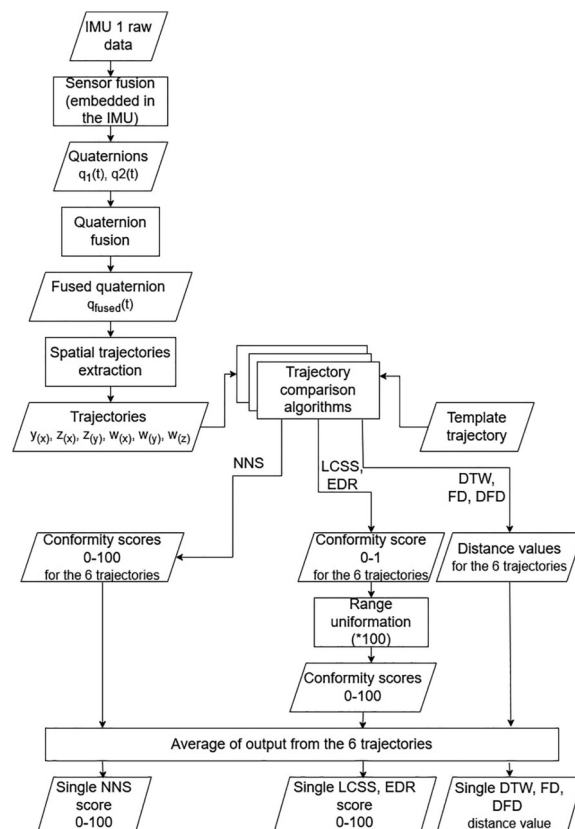 IMU 1 raw
data
Sensor fusion
(embedded in
the IMU)
Quaternions
q1(t), q2(t)
Quaternion
fusion
Fused quaternion
qfused(t)
Spatial trajectories
extraction
Trajectories
y(x), z(x), z(y), w(x), w(y), w(z)
Trajectory
comparison
algorithms
Template
trajectory
NNS
LCSS,
EDR
DTW,
FD, DFD
Conformity scores
0-100
for the 6 trajectories
Conformity score
0-1
for the 6 trajectories
Distance values
for the 6 trajectories
Range
uniformation
(*100)
Conformity scores
0-100
Average of output from the 6 trajectories
Single NNS
score
0-100
Single LCSS, EDR
score
0-100
Single DTW, FD,
DFD
distance value